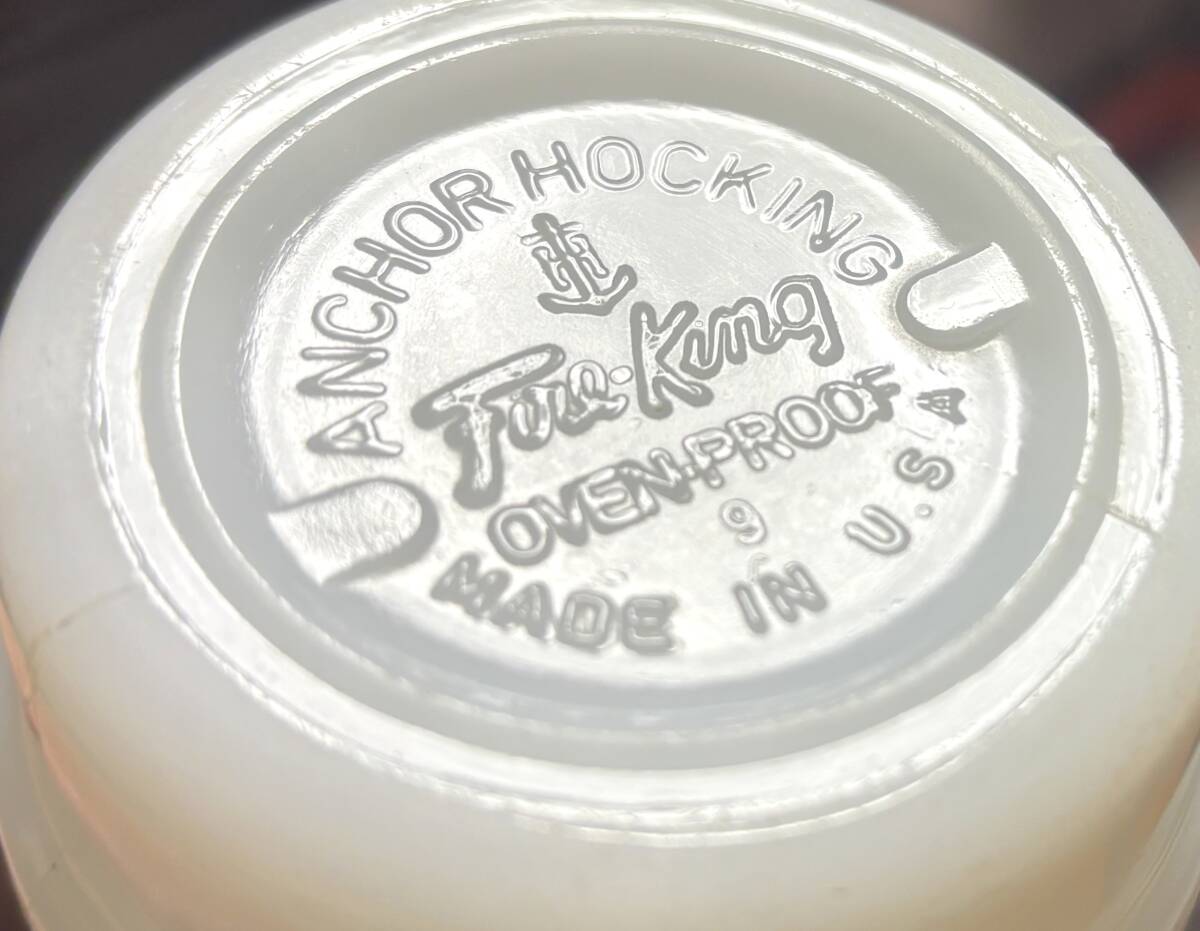 ANCHOR HOCKING
Fire-King
OVEN-PROOF
9
MADE IN U.S.A